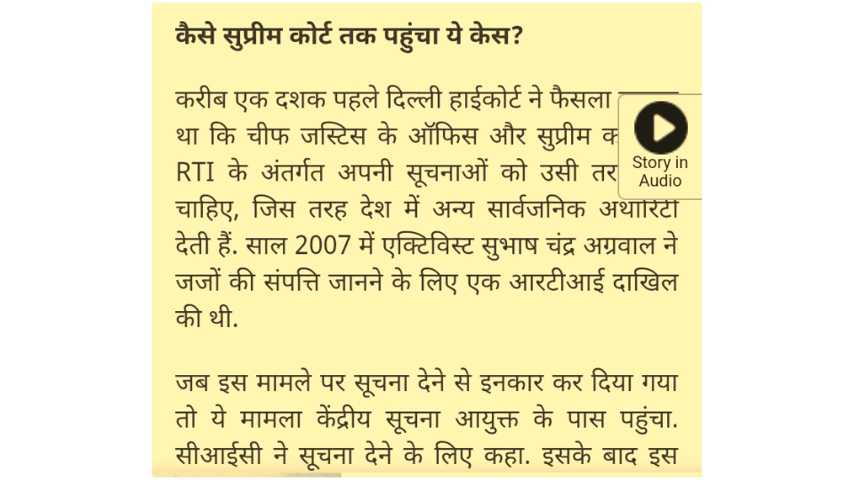 कैसे सुप्रीम कोर्ट तक पहुंचा ये केस?
करीब एक दशक पहले दिल्ली हाईकोर्ट ने फैसला
था कि चीफ जस्टिस के ऑफिस और सुप्रीम
RTI के अंतर्गत अपनी सूचनाओं को उसी
चाहिए, जिस तरह देश में अन्य सार्वजनिक अथॉरिटी
देती हैं. साल 2007 में एक्टिविस्ट सुभाष चंद्र अग्रवाल ने
जजों की संपत्ति जानने के लिए एक आरटीआई दाखिल
की थी.
जब इस मामले पर सूचना देने से इनकार कर दिया गया
तो ये मामला केंद्रीय सूचना आयुक्त के पास पहुंचा.
सीआईसी ने सूचना देने के लिए कहा. इसके बाद इस
Story in
Audio